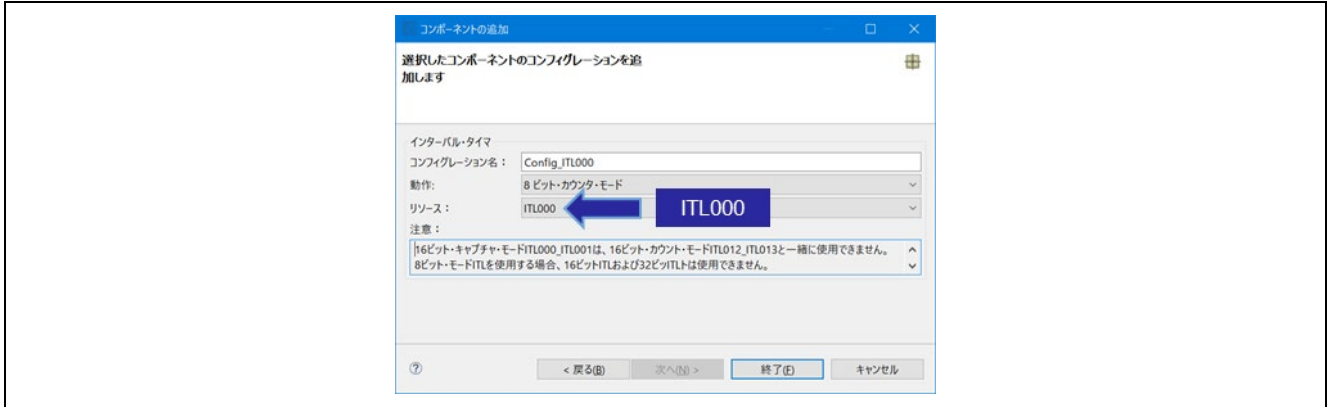 コンポーネントの追加
選択したコンポーネントのコンフィグレーションを追
加します
インターバル・タイマ
コンフィグレーション名： Config_ITL000
動作: 8 ビット・カウンタ・モード
リソース： ITL000 ITL000
注意：
16ビット・キャプチャ・モードITL000_ITL001は、16ビット・カウント・モードITL012_ITL013と一緒に使用できません。
8ビット・モードITLを使用する場合、16ビットITLおよび32ビッITLトは使用できません。
< 戻る(B) 次へ(N) > 終了(F) キャンセル